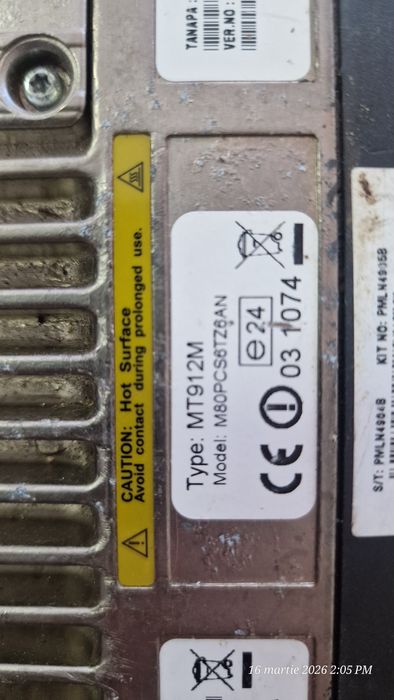 TANAPA :
VER.NO :
CAUTION: Hot Surface
Avoid contact during prolonged use.
Type: MT912M
Model: M80PCS6TZ6AN
CE
e24
03 1074
S/T: PMLN4904B KIT NO: PMLN4905B
16 martie 2026 2:05 PM